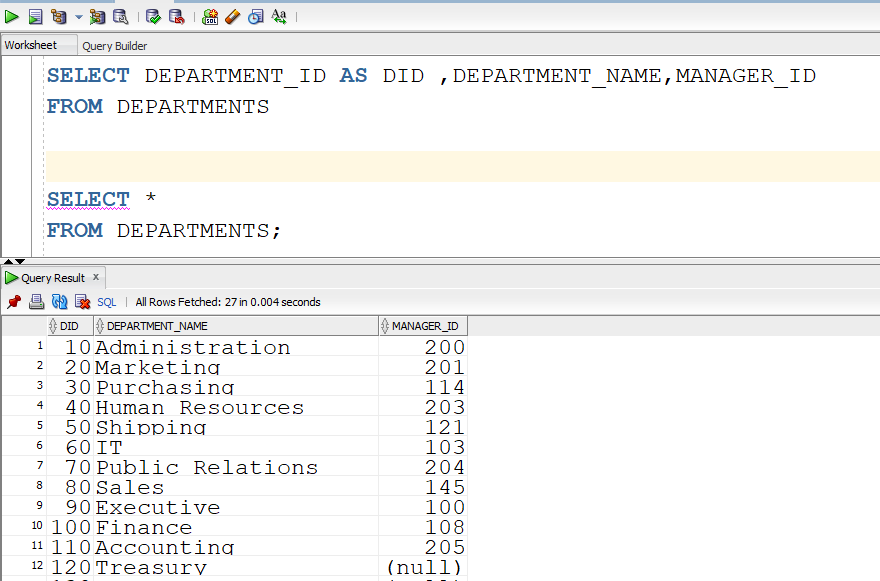 SQL Aa
Worksheet Query Builder
SELECT DEPARTMENT_ID AS DID ,DEPARTMENT_NAME,MANAGER_ID
FROM DEPARTMENTS
SELECT *
FROM DEPARTMENTS;
Query Result x
SQL | All Rows Fetched: 27 in 0.004 seconds
DID DEPARTMENT_NAME MANAGER_ID
1 10 Administration 200
2 20 Marketing 201
3 30 Purchasing 114
4 40 Human Resources 203
5 50 Shipping 121
6 60 IT 103
7 70 Public Relations 204
8 80 Sales 145
9 90 Executive 100
10 100 Finance 108
11 110 Accounting 205
12 120 Treasury (null)